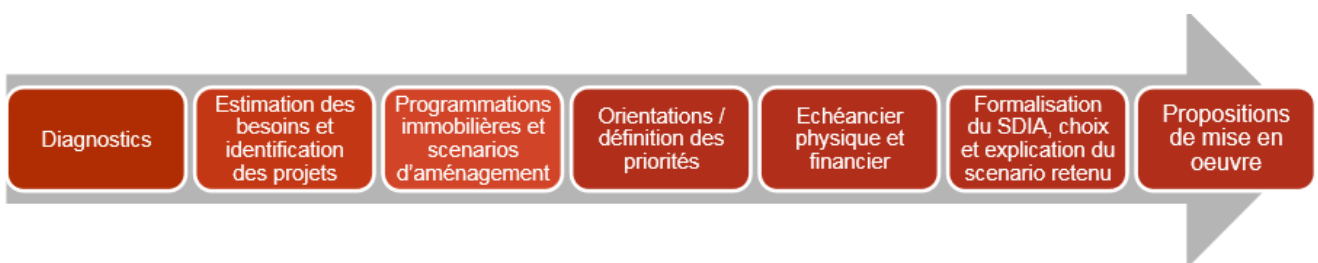 Diagnostics
Estimation des
besoins et
identification
des projets
Programmations
immobilières et
scenarios
d'aménagement
Orientations /
définition des
priorités
Echéancier
physique et
financier
Formalisation
du SDIA, choix
et explication du
scenario retenu
Propositions
de mise en
oeuvre